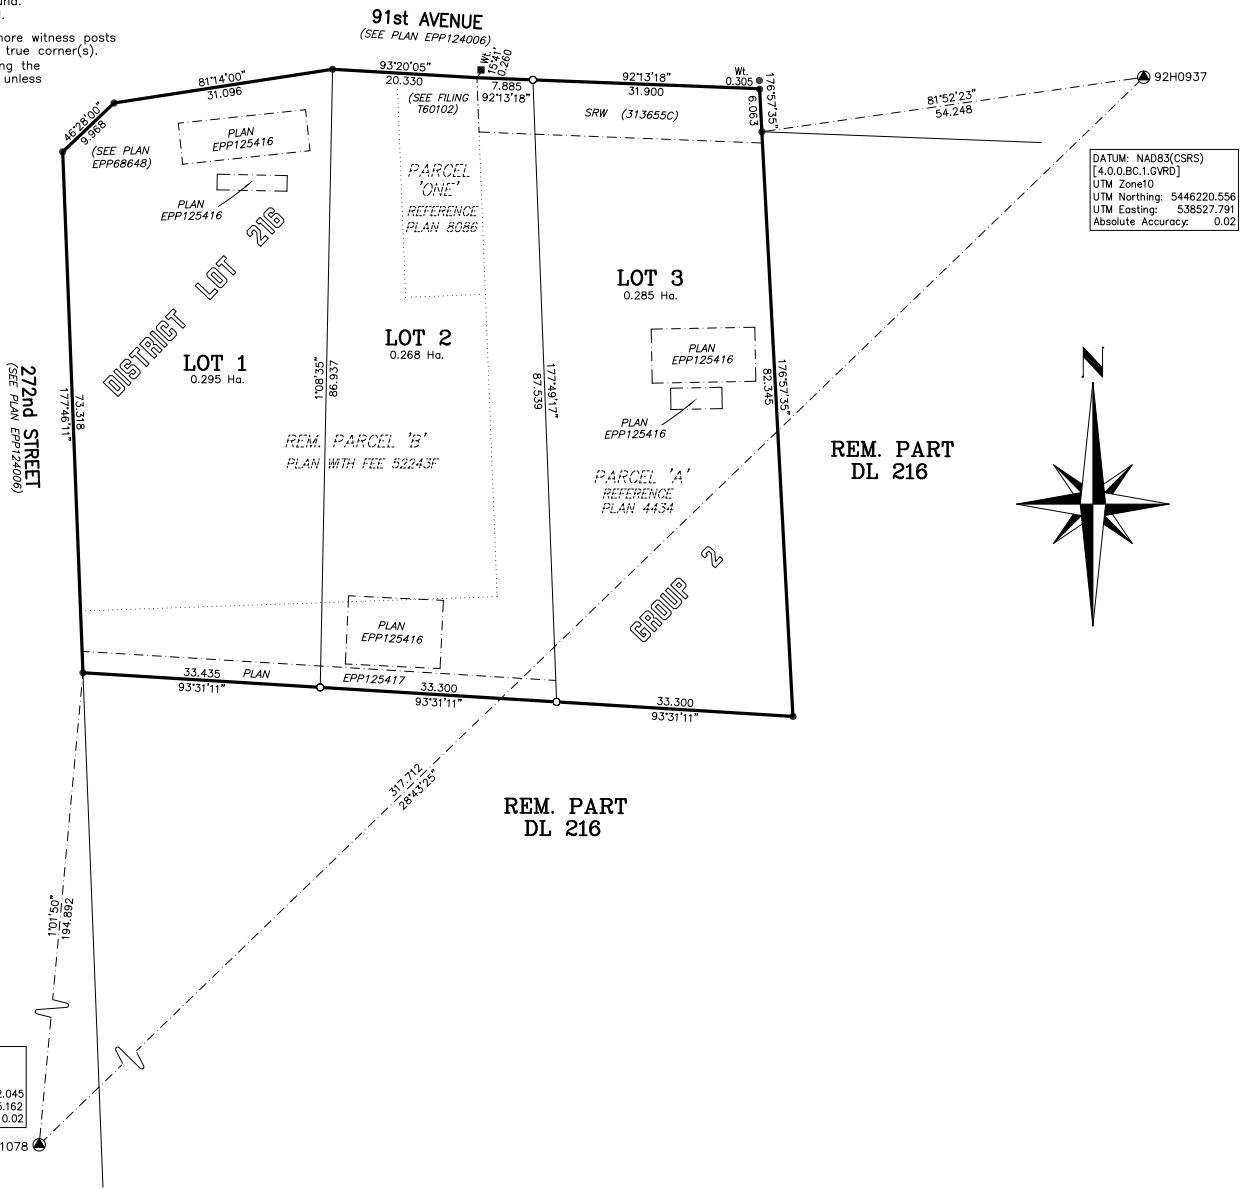 und.
nore witness posts
true corner(s).
ng the
unless
91st AVENUE
(SEE PLAN EPP124006)
46°28'00"
9.968
81°14'00"
31.096
93°20'05"
20.330
Wt.
15°41'
0.260
7.885
92°13'18"
92°13'18"
31.900
Wt.
0.305
6.063
176°57'35"
81°52'23"
54.248
92H0937
(SEE PLAN
EPP68648)
PLAN
EPP125416
PLAN
EPP125416
(SEE FILING
T60102)
SRW (313655C)
PARCEL
'ONE'
REFERENCE
PLAN 8086
DATUM: NAD83(CSRS)
[4.0.0.BC.1.GVRD]
UTM Zone10
UTM Northing: 5446220.556
UTM Easting: 538527.791
Absolute Accuracy: 0.02
DISTRICT LOT 216
LOT 1
0.295 Ha.
LOT 2
0.268 Ha.
LOT 3
0.285 Ha.
PLAN
EPP125416
PLAN
EPP125416
272nd STREET
(SEE PLAN EPP124006)
73.318
177°46'11"
1°08'35"
86.937
177°49'17"
87.539
176°57'35"
82.345
N
REM. PARCEL 'B'
PLAN WITH FEE 52243F
PARCEL 'A'
REFERENCE
PLAN 4434
REM. PART
DL 216
GROUP 2
PLAN
EPP125416
33.435
93°31'11"
PLAN EPP125417
33.300
93°31'11"
33.300
93°31'11"
317.712
28°43'25"
REM. PART
DL 216
1°01'50"
194.892
2.045
6.162
0.02
1078